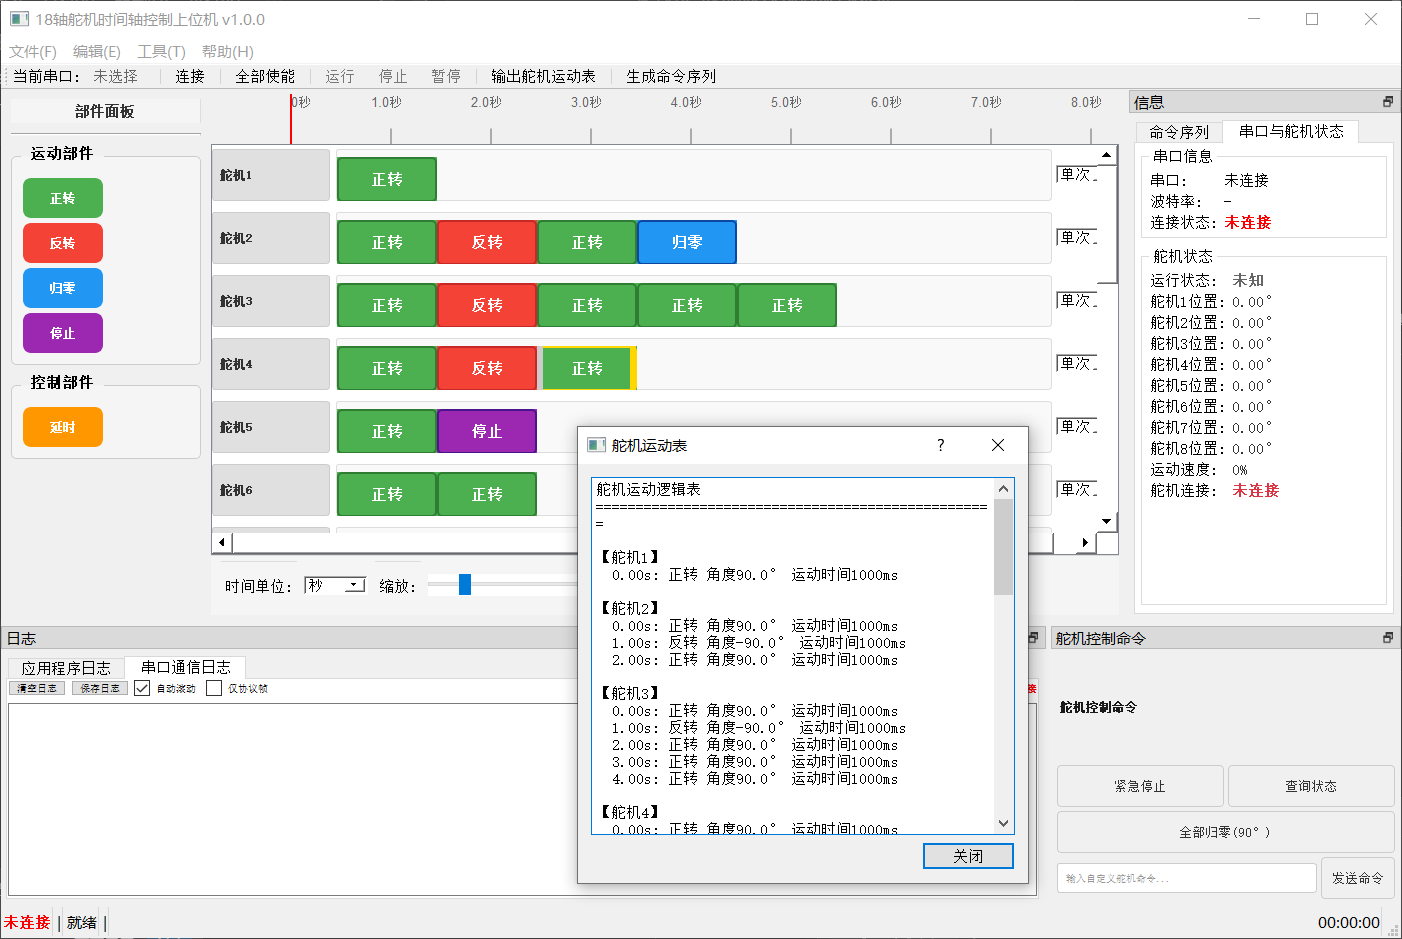 18轴舵机时间轴控制上位机 v1.0.0
文件(F) 编辑(E) 工具(T) 帮助(H)
当前串口: 未选择 连接 全部使能 运行 停止 暂停 输出舵机运动表 生成命令序列
部件面板
运动部件
正转
反转
归零
停止
控制部件
延时
0秒 1.0秒 2.0秒 3.0秒 4.0秒 5.0秒 6.0秒 7.0秒 8.0秒
舵机1 正转 单次
舵机2 正转 反转 正转 归零 单次
舵机3 正转 反转 正转 正转 正转 单次
舵机4 正转 反转 正转 单次
舵机5 正转 停止 单次
舵机6 正转 正转 单次
时间单位: 秒 缩放:
信息
命令序列 串口与舵机状态
串口信息
串口: 未连接
波特率: -
连接状态: 未连接
舵机状态
运行状态: 未知
舵机1位置: 0.00°
舵机2位置: 0.00°
舵机3位置: 0.00°
舵机4位置: 0.00°
舵机5位置: 0.00°
舵机6位置: 0.00°
舵机7位置: 0.00°
舵机8位置: 0.00°
运动速度: 0%
舵机连接: 未连接
舵机运动表 ?
舵机运动逻辑表
=================================================
=
【舵机1】
0.00s: 正转 角度90.0° 运动时间1000ms
【舵机2】
0.00s: 正转 角度90.0° 运动时间1000ms
1.00s: 反转 角度-90.0° 运动时间1000ms
2.00s: 正转 角度90.0° 运动时间1000ms
【舵机3】
0.00s: 正转 角度90.0° 运动时间1000ms
1.00s: 反转 角度-90.0° 运动时间1000ms
2.00s: 正转 角度90.0° 运动时间1000ms
3.00s: 正转 角度90.0° 运动时间1000ms
4.00s: 正转 角度90.0° 运动时间1000ms
【舵机4】
0.00s: 正转 角度90.0° 运动时间1000ms
关闭
日志
应用程序日志 串口通信日志
清空日志 保存日志 自动滚动 仅协议帧 接
舵机控制命令
舵机控制命令
紧急停止 查询状态
全部归零(90°)
输入自定义舵机命令... 发送命令
未连接 | 就绪 | 00:00:00